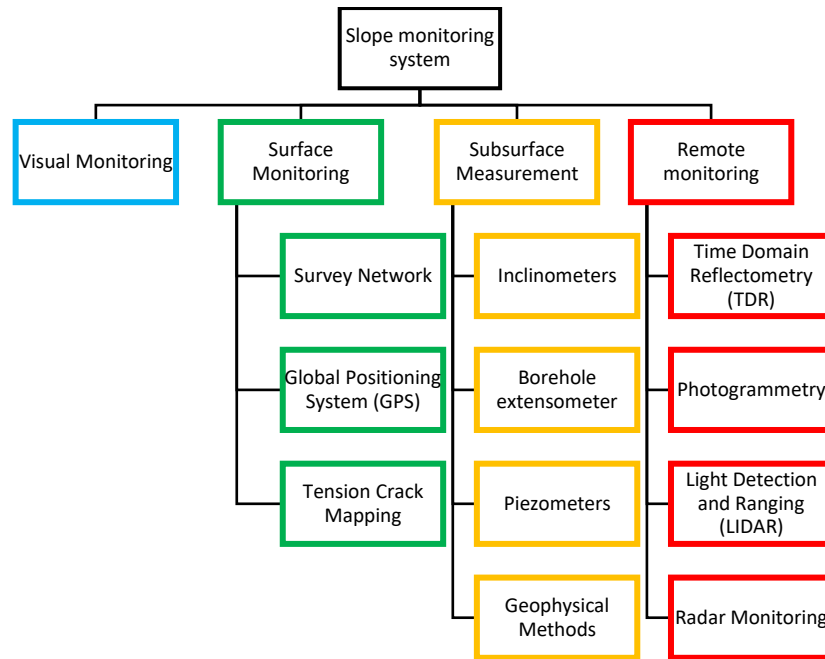 Slope monitoring
system
Visual Monitoring
Surface
Monitoring
Subsurface
Measurement
Remote
monitoring
Survey Network
Global Positioning
System (GPS)
Tension Crack
Mapping
Inclinometers
Borehole
extensometer
Piezometers
Geophysical
Methods
Time Domain
Reflectometry
(TDR)
Photogrammetry
Light Detection
and Ranging
(LIDAR)
Radar Monitoring